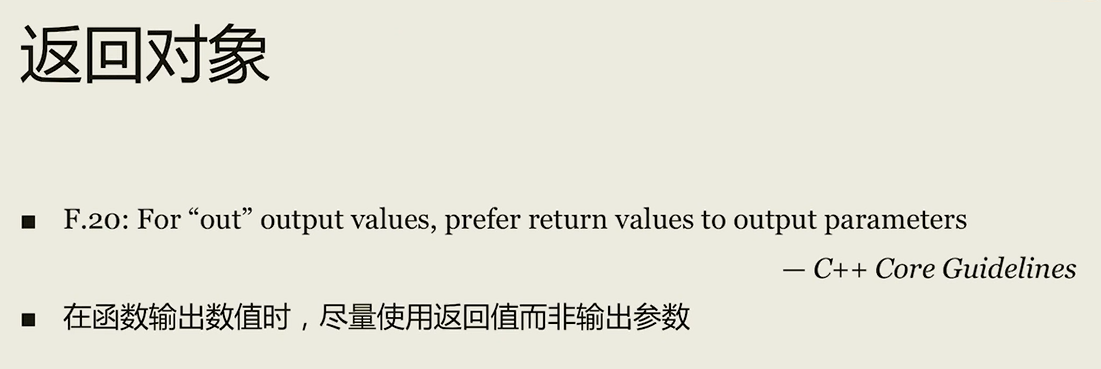 返回对象
■ F.20: For “out” output values, prefer return values to output parameters
— C++ Core Guidelines
■ 在函数输出数值时，尽量使用返回值而非输出参数